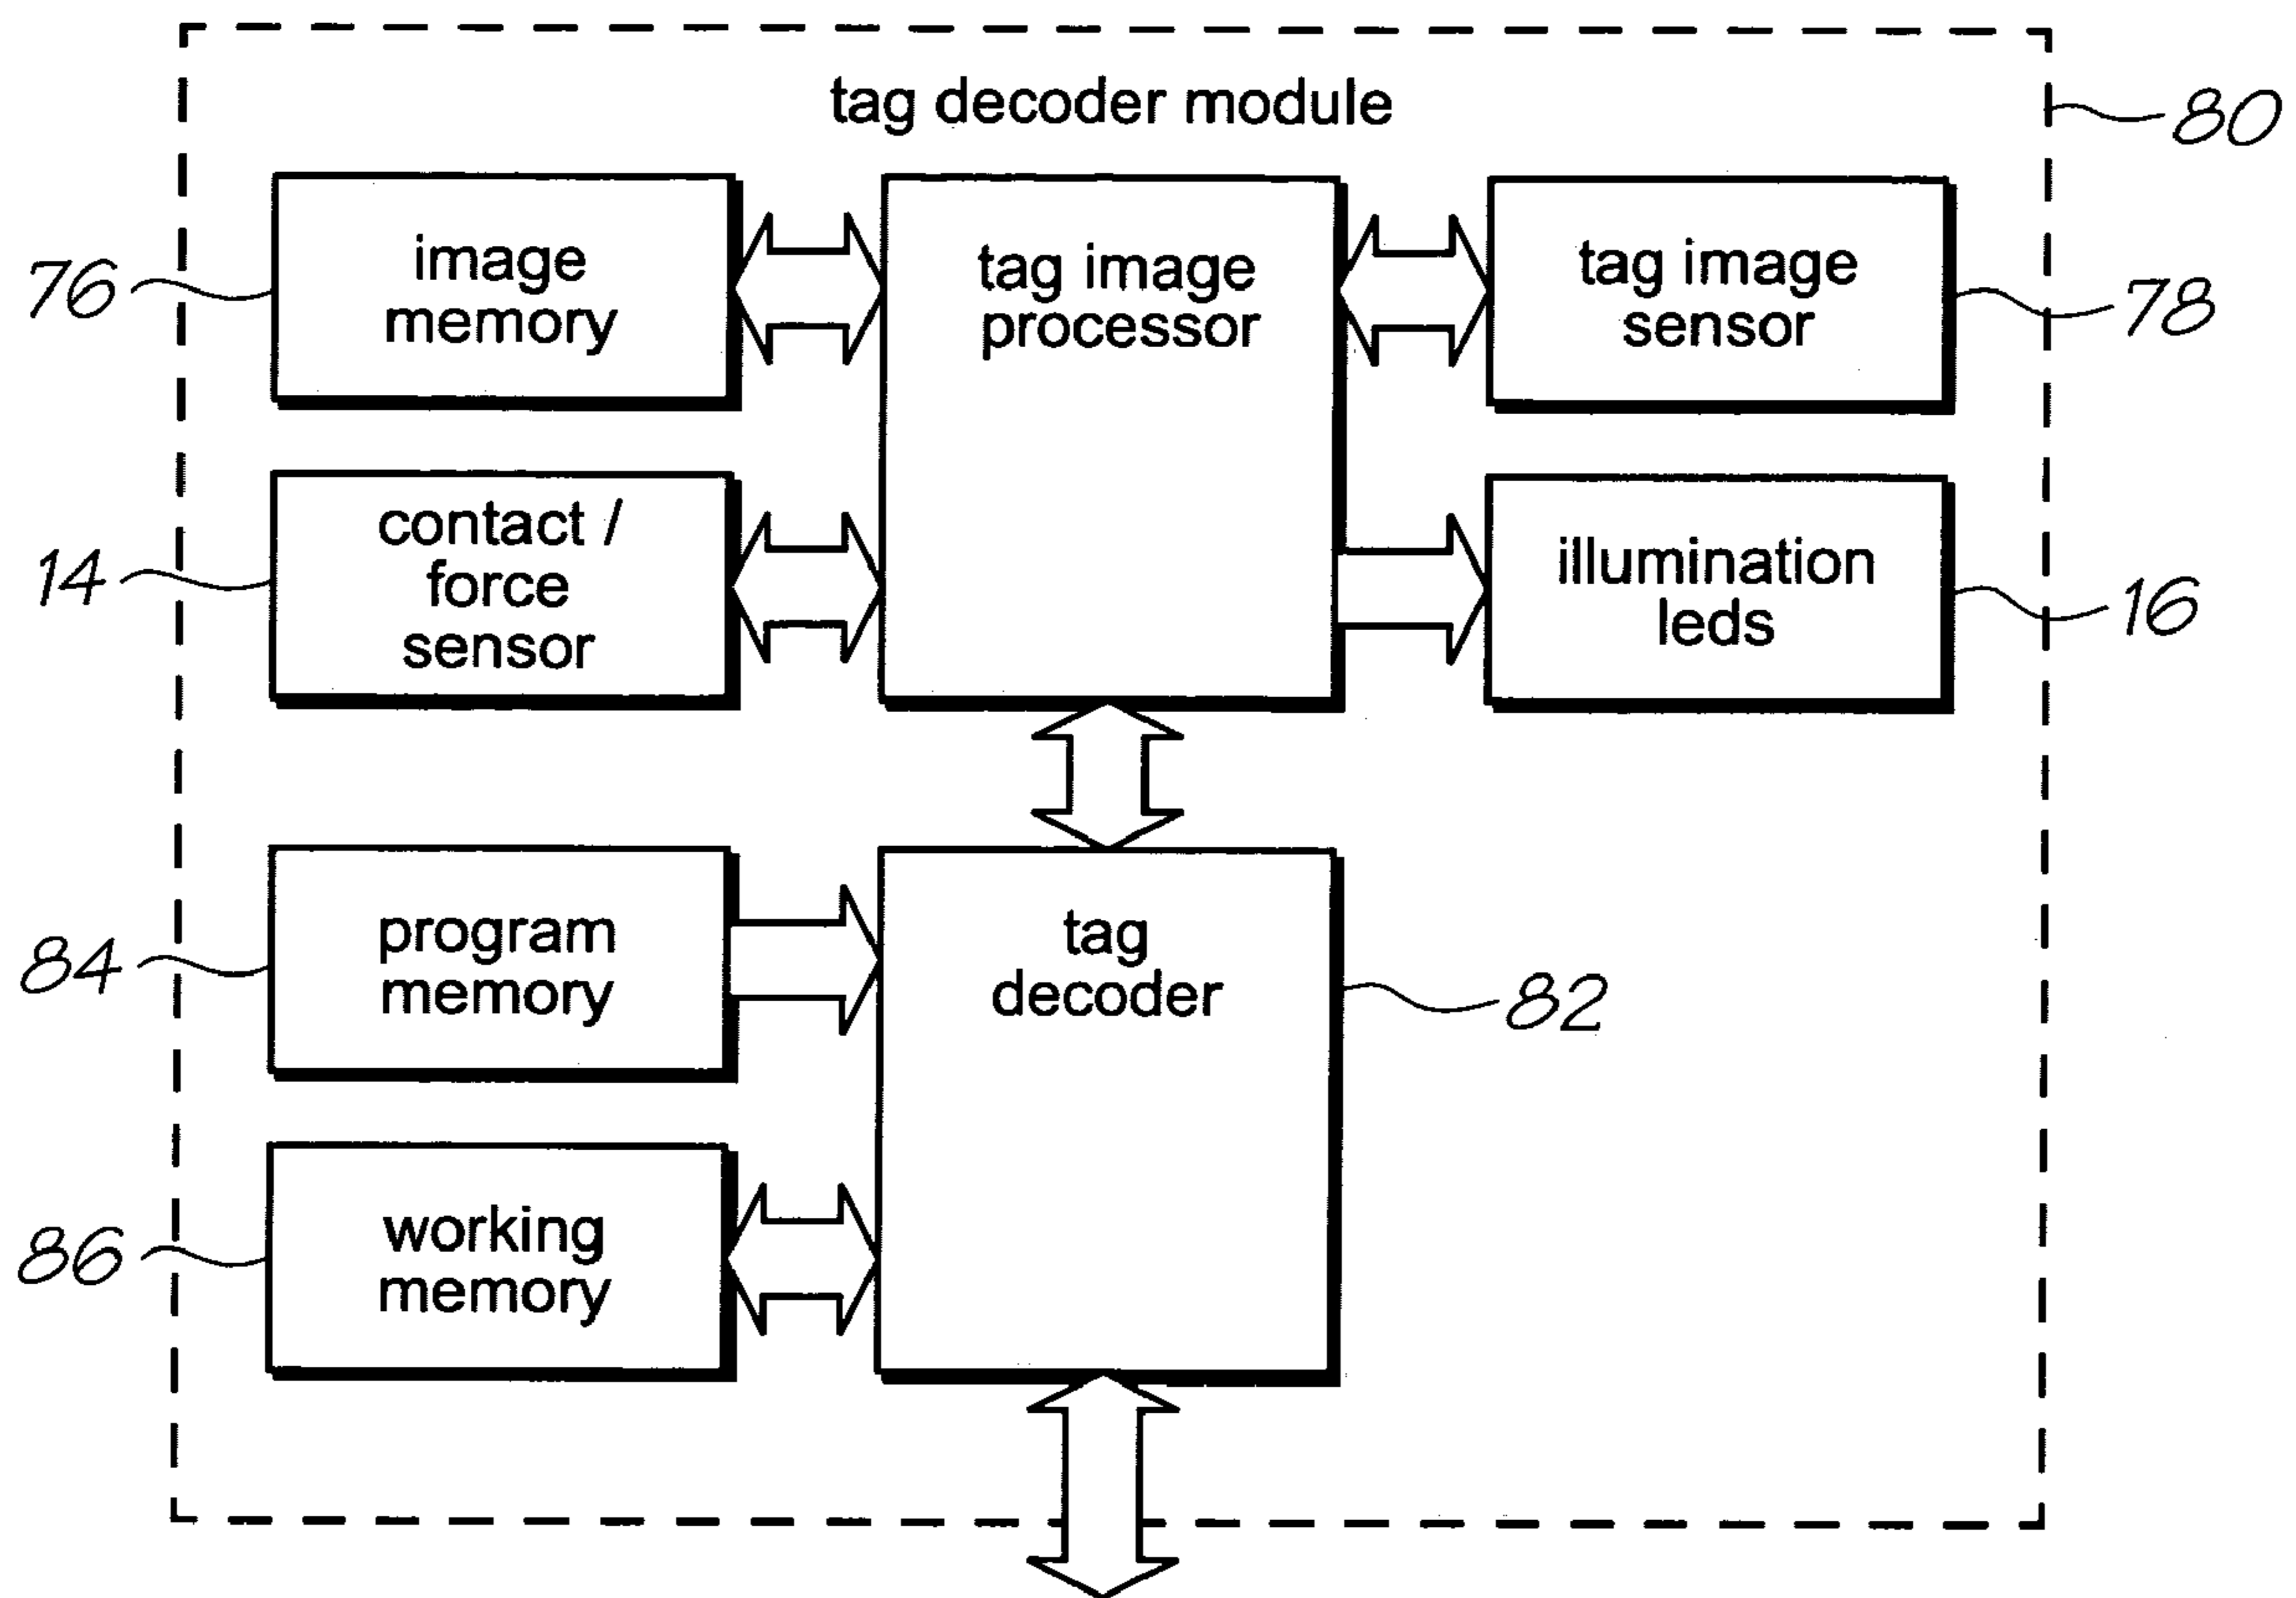 tag decoder module
80
image
memory
76
tag image
processor
tag image
sensor
78
contact /
force
sensor
14
illumination
leds
16
program
memory
84
tag
decoder
82
working
memory
86